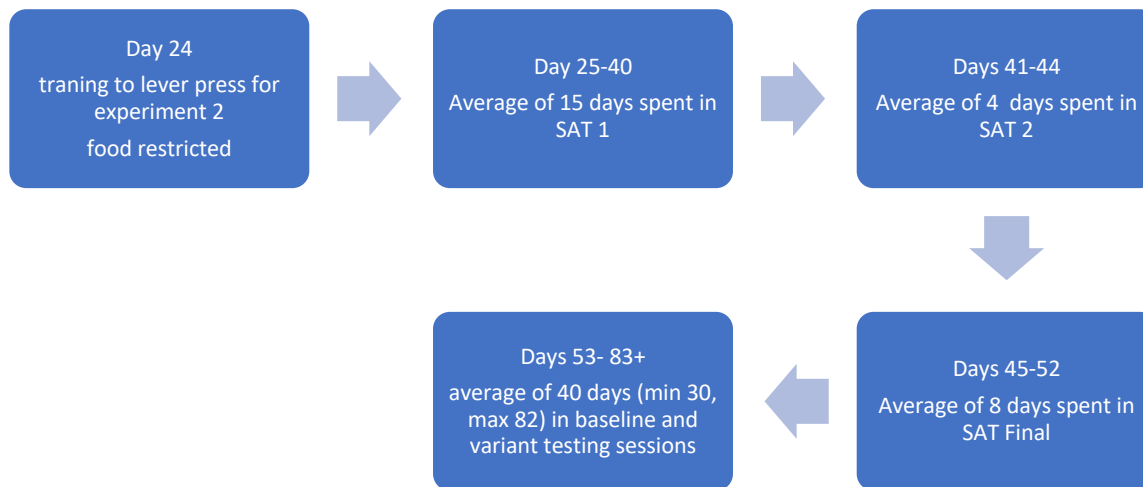 Day 24
traning to lever press for
experiment 2
food restricted
Day 25-40
Average of 15 days spent in
SAT 1
Days 41-44
Average of 4  days spent in
SAT 2
Days 45-52
Average of 8 days spent in
SAT Final
Days 53- 83+
average of 40 days (min 30,
max 82) in baseline and
variant testing sessions